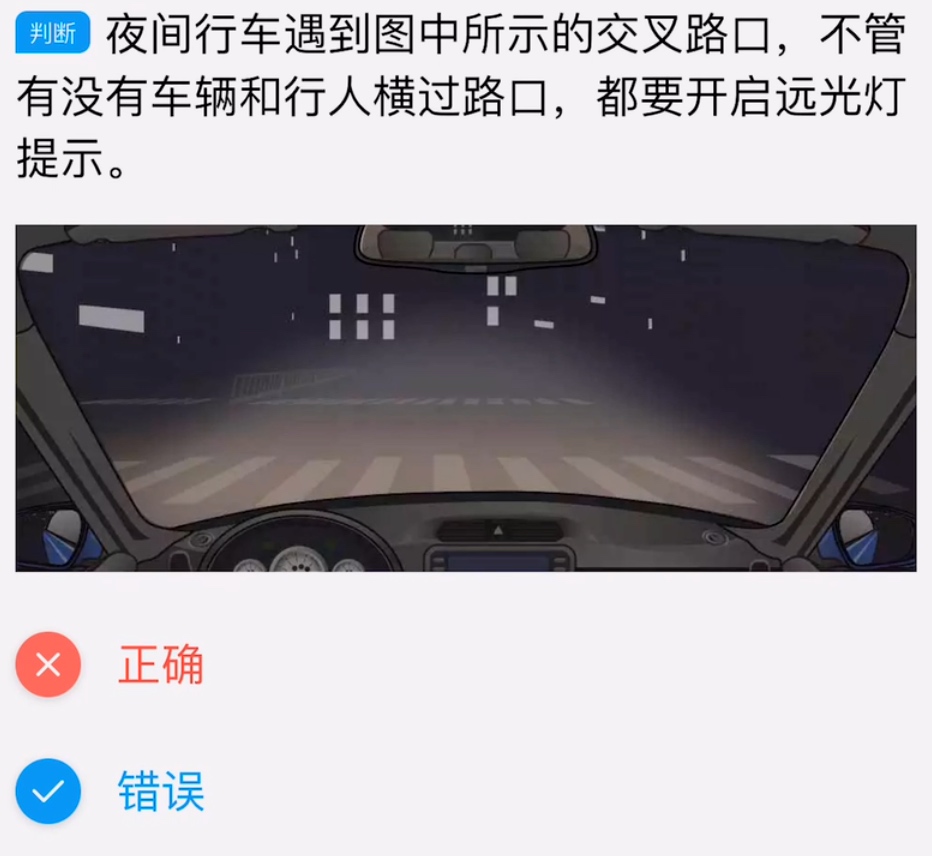 判断 夜间行车遇到图中所示的交叉路口，不管
有没有车辆和行人横过路口，都要开启远光灯
提示。
正确
错误